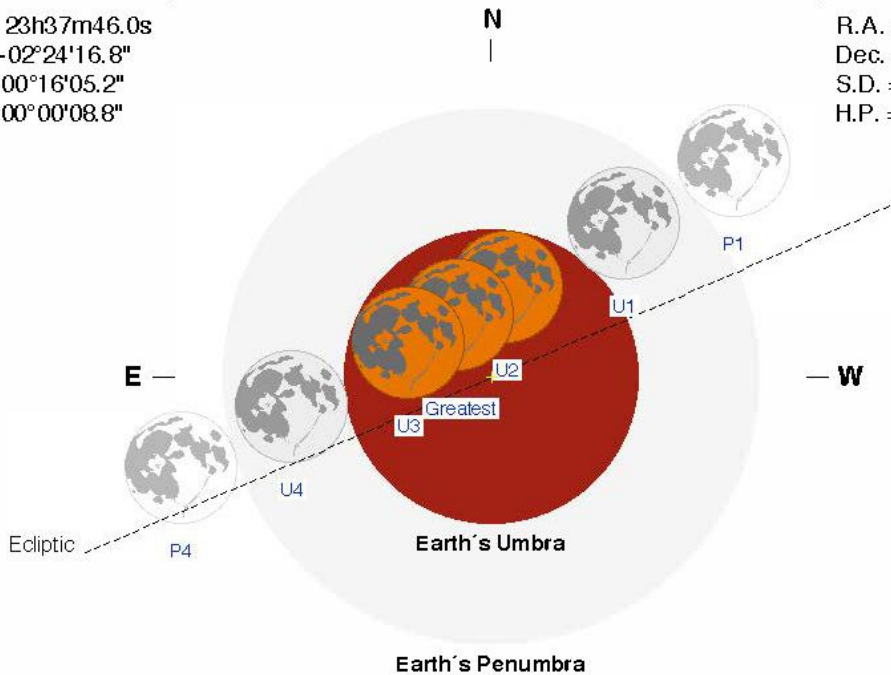 23h37m46.0s
-02°24'16.8"
00°16'05.2"
00°00'08.8"
N
R.A.
Dec.
S.D. =
H.P. =
P1
U1
E
W
U2
Greatest
U3
U4
Ecliptic
P4
Earth´s Umbra
Earth´s Penumbra